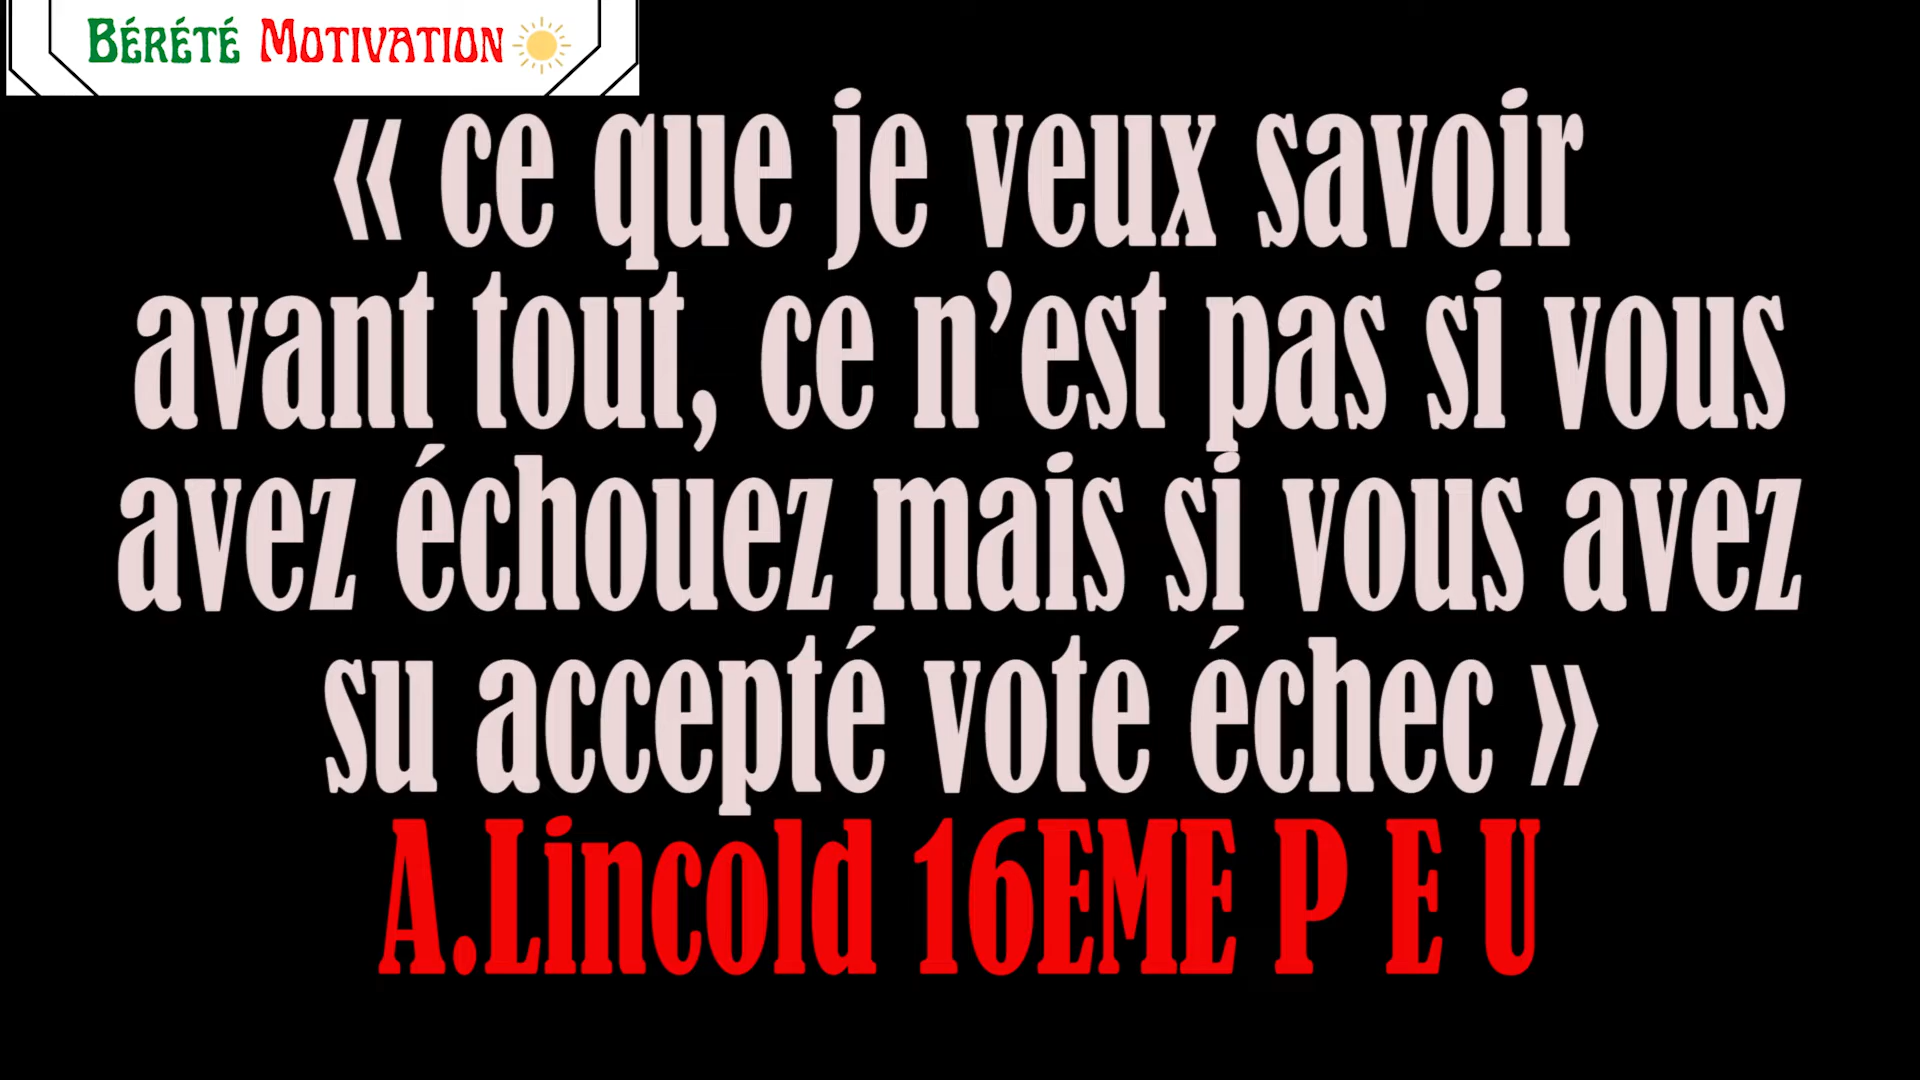 BÉRÉTÉ MOTIVATION
« ce que je veux savoir
avant tout, ce n’est pas si vous
avez échouez mais si vous avez
su accepté vote échec »
A.Lincold 16EME P E U